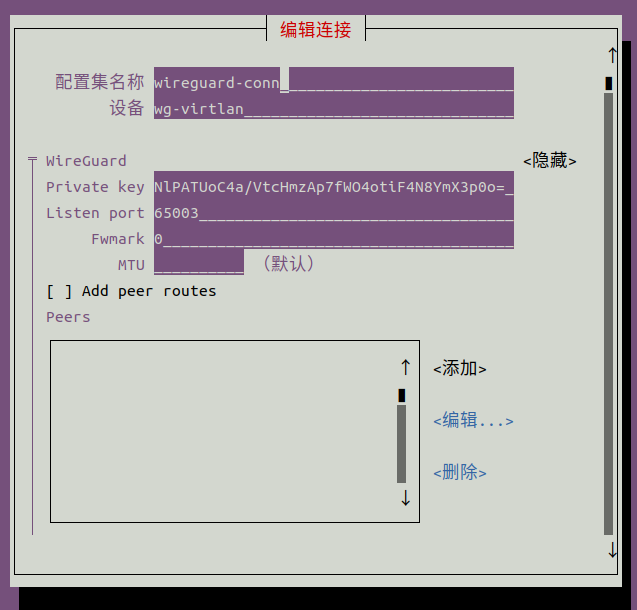 编辑连接
配置集名称 wireguard-conn
设备 wg-virtlan
WireGuard <隐藏>
Private key NlPATUoC4a/VtcHmzAp7fWO4otiF4N8YmX3p0o=
Listen port 65003
Fwmark 0
MTU (默认)
[ ] Add peer routes
Peers
<添加>
<编辑...>
<删除>